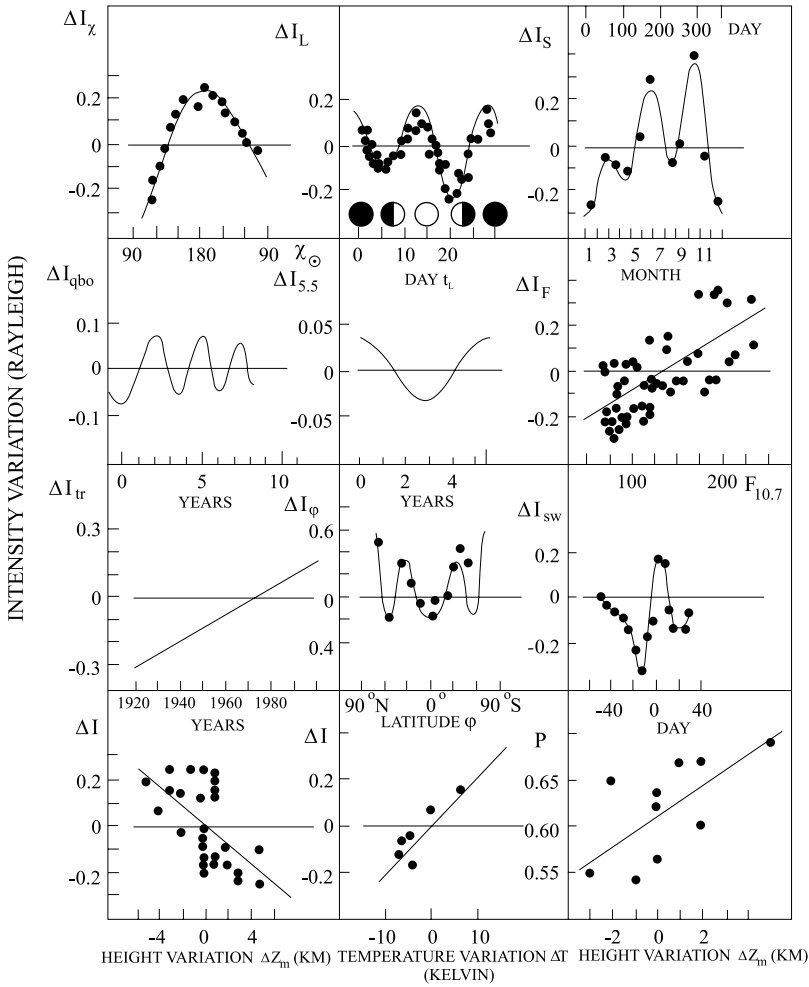 INTENSITY VARIATION (RAYLEIGH)
ΔI_χ
0.2
0
-0.2
90 180 90 χ_⊙
ΔI_L
0.2
0
-0.2
0 10 20
DAY t_L
ΔI_S
0 100 200 300 DAY
0.2
0
-0.2
1 3 5 7 9 11
MONTH
ΔI_qbo
0.1
0
-0.1
0 5 10
YEARS
ΔI_5.5
0.05
0
-0.05
0 2 4
YEARS
ΔI_F
0.2
0
-0.2
100 200 F_10.7
ΔI_tr
0.3
0
-0.3
1920 1940 1960 1980
YEARS
ΔI_φ
0.6
0
0.4
90°N 0° 90°S
LATITUDE φ
ΔI_sw
0.2
0
-0.2
-40 0 40
DAY
ΔI
0.2
0
-0.2
-4 0 4
HEIGHT VARIATION ΔZ_m (KM)
ΔI
0.2
0
-0.2
-10 0 10
TEMPERATURE VARIATION ΔT
(KELVIN)
P
0.65
0.60
0.55
-2 0 2
HEIGHT VARIATION ΔZ_m (KM)